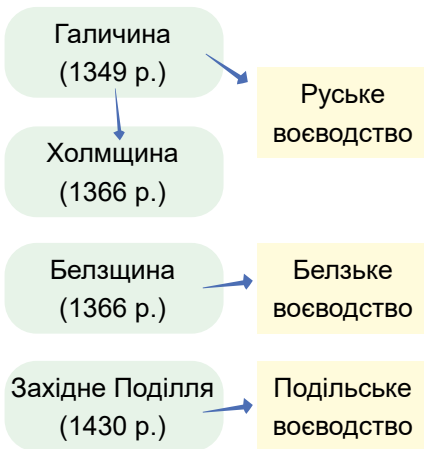 Галичина
(1349 р.)
Руське
воєводство
Холмщина
(1366 р.)
Белзщина
(1366 р.)
Белзьке
воєводство
Західне Поділля
(1430 р.)
Подільське
воєводство